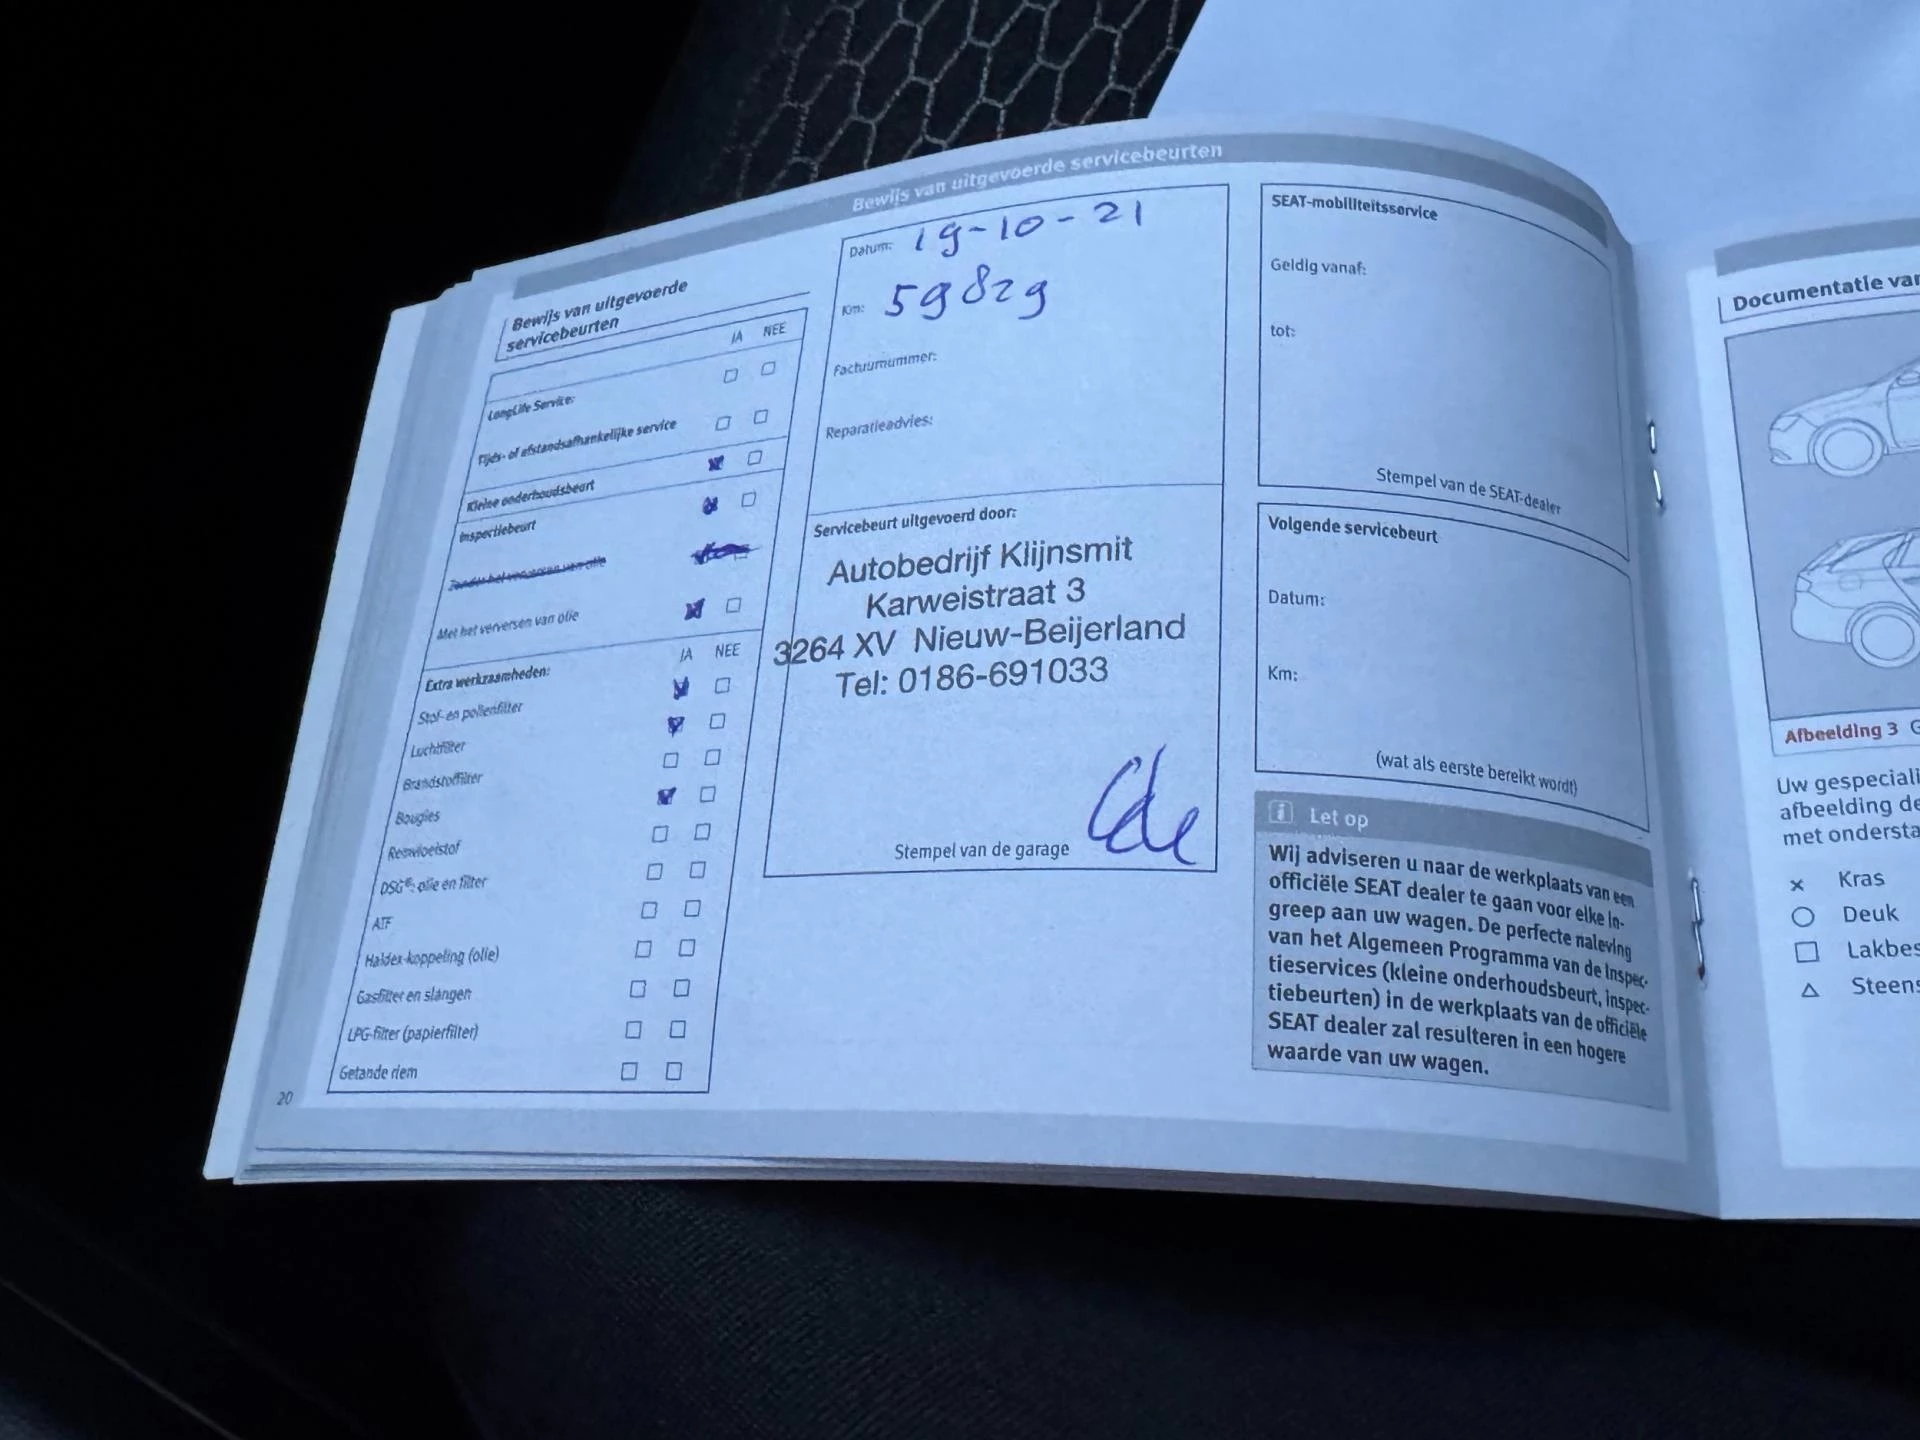 Bewijs van uitgevoerde servicebeurten
Bewijs van uitgevoerde
servicebeurten
JA NEE
LongLife Service:
Tijds- of afstandsafhankelijke service
Kleine onderhoudsbeurt
Inspectiebeurt
Zonder het verversen van olie
Met het verversen van olie
Extra werkzaamheden: JA NEE
Stof- en pollenfilter
Luchtfilter
Brandstoffilter
Bougies
Remvloeistof
DSG®: olie en filter
ATF
Haldex-koppeling (olie)
Gasfilter en slangen
LPG-filter (papierfilter)
Getande riem
20
Datum: 19-10-21
Km: 59829
Factuurnummer:
Reparatieadvies:
Servicebeurt uitgevoerd door:
Autobedrijf Klijnsmit
Karweistraat 3
3264 XV Nieuw-Beijerland
Tel: 0186-691033
Stempel van de garage
SEAT-mobiliteitsservice
Geldig vanaf:
tot:
Stempel van de SEAT-dealer
Volgende servicebeurt
Datum:
Km:
(wat als eerste bereikt wordt)
i Let op
Wij adviseren u naar de werkplaats van een
officiële SEAT dealer te gaan voor elke in-
greep aan uw wagen. De perfecte naleving
van het Algemeen Programma van de Inspec-
tieservices (kleine onderhoudsbeurt, inspec-
tiebeurten) in de werkplaats van de officiële
SEAT dealer zal resulteren in een hogere
waarde van uw wagen.
Documentatie van
Afbeelding 3 G
Uw gespeciali
afbeelding de
met ondersta
× Kras
○ Deuk
□ Lakbes
△ Steens